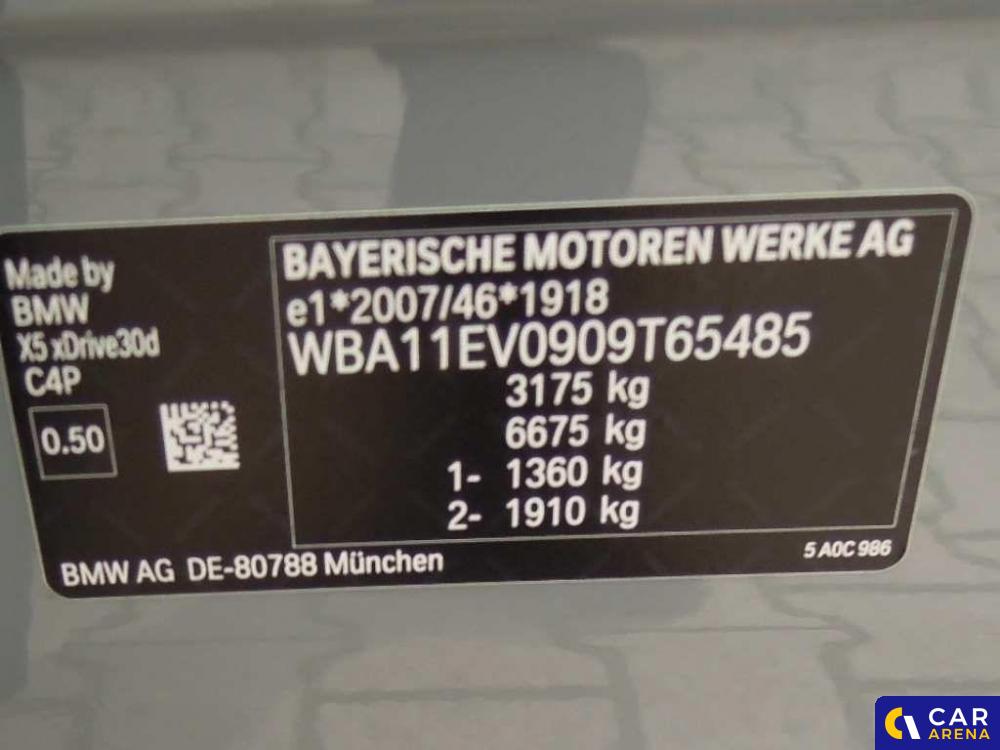 Made by
BMW
X5 xDrive30d
C4P
0.50
BAYERISCHE MOTOREN WERKE AG
e1*2007/46*1918
WBA11EV0909T65485
3175 kg
6675 kg
1- 1360 kg
2- 1910 kg
BMW AG DE-80788 München
5 A0C 986
CAR
ARENA